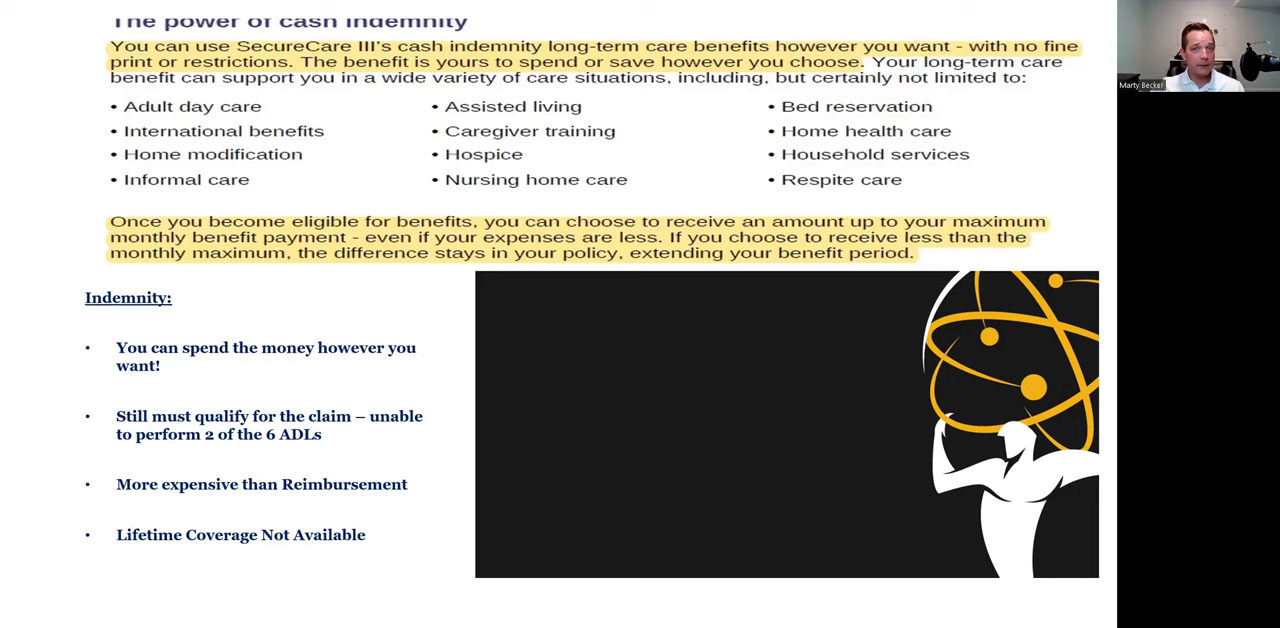 The power of cash indemnity
You can use SecureCare III's cash indemnity long-term care benefits however you want - with no fine
print or restrictions. The benefit is yours to spend or save however you choose. Your long-term care
benefit can support you in a wide variety of care situations, including, but certainly not limited to:
• Adult day care
• International benefits
• Home modification
• Informal care
• Assisted living
• Caregiver training
• Hospice
• Nursing home care
• Bed reservation
• Home health care
• Household services
• Respite care
Once you become eligible for benefits, you can choose to receive an amount up to your maximum
monthly benefit payment - even if your expenses are less. If you choose to receive less than the
monthly maximum, the difference stays in your policy, extending your benefit period.
Indemnity:
• You can spend the money however you
want!
• Still must qualify for the claim – unable
to perform 2 of the 6 ADLs
• More expensive than Reimbursement
• Lifetime Coverage Not Available
Marty Becker